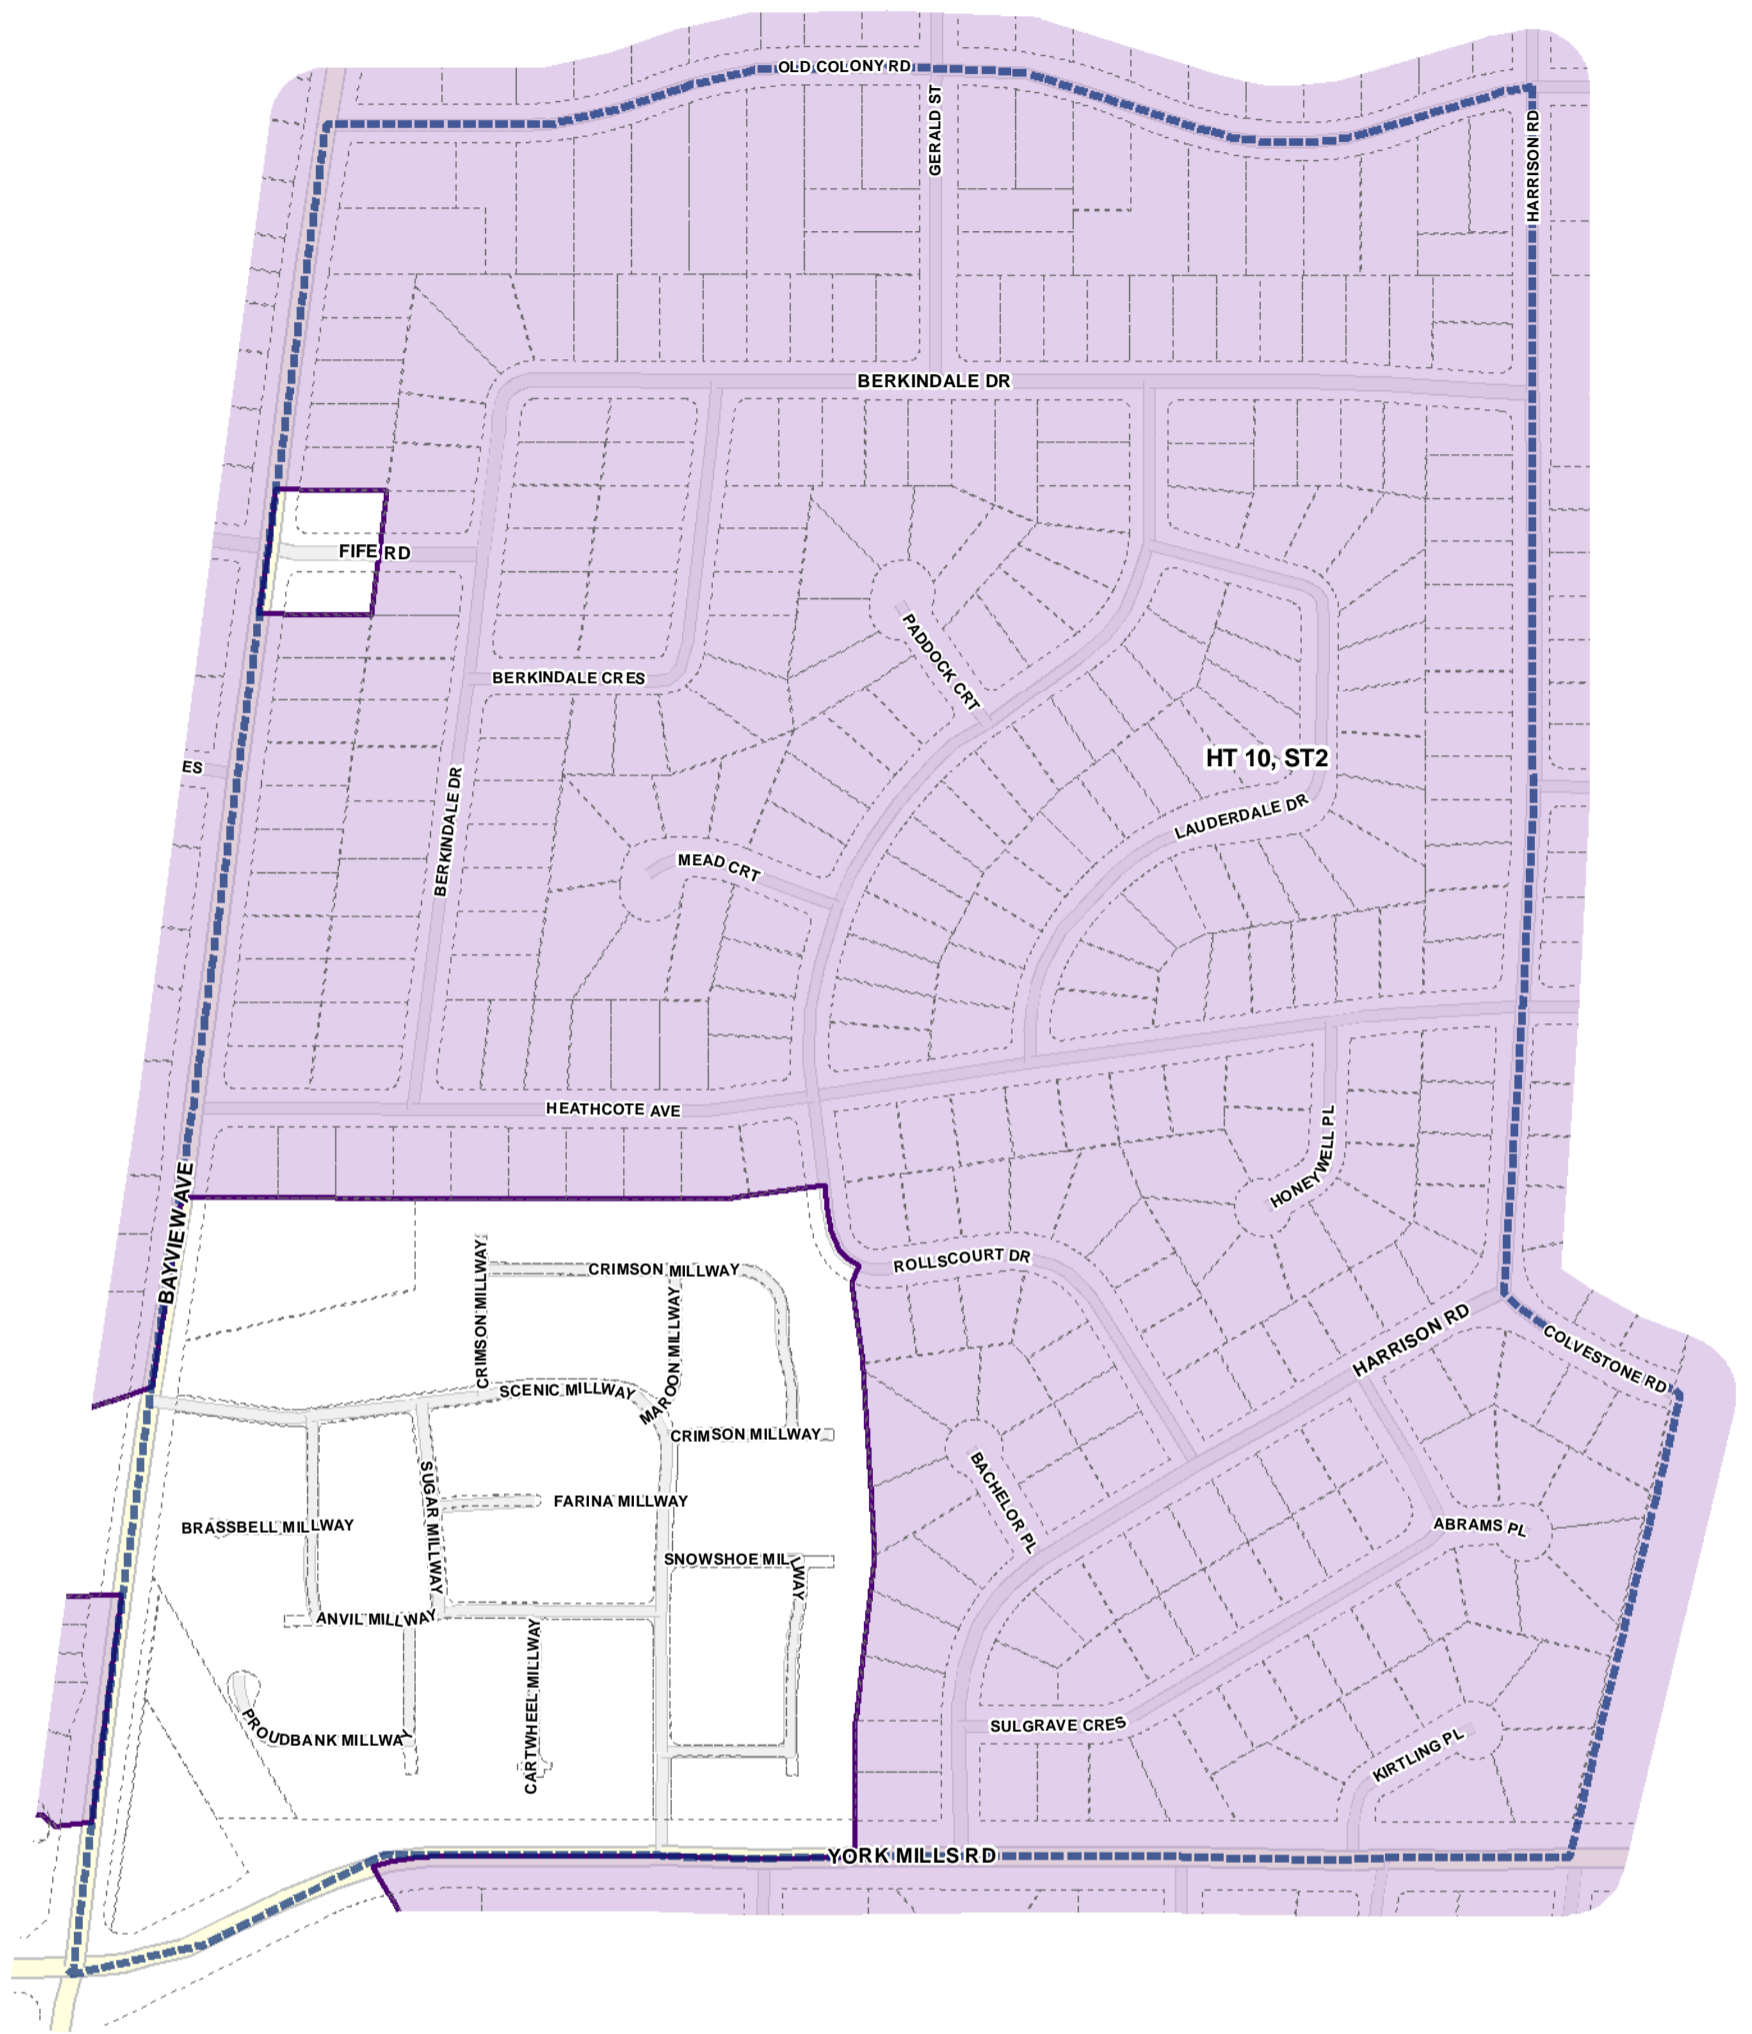 OLD COLONY RD
GERALD ST
HARRISON RD
BERKINDALE DR
FIFE RD
PADDOCK CRT
BERKINDALE CRES
HT 10, ST2
ES
BERKINDALE DR
LAUDERDALE DR
MEAD CRT
HEATHCOTE AVE
HONEYWELL PL
BAYVIEW AVE
ROLLSCOURT DR
CRIMSON MILLWAY
CRIMSON MILLWAY
MAROON MILLWAY
HARRISON RD
COLVESTONE RD
SCENIC MILLWAY
CRIMSON MILLWAY
SUGAR MILLWAY
BACHELOR PL
FARINA MILLWAY
BRASSBELL MILLWAY
ABRAMS PL
SNOWSHOE MILLWAY
ANVIL MILLWAY
CARTWHEEL MILLWAY
PROUDBANK MILLWAY
SULGRAVE CRES
KIRTLING PL
YORK MILLS RD